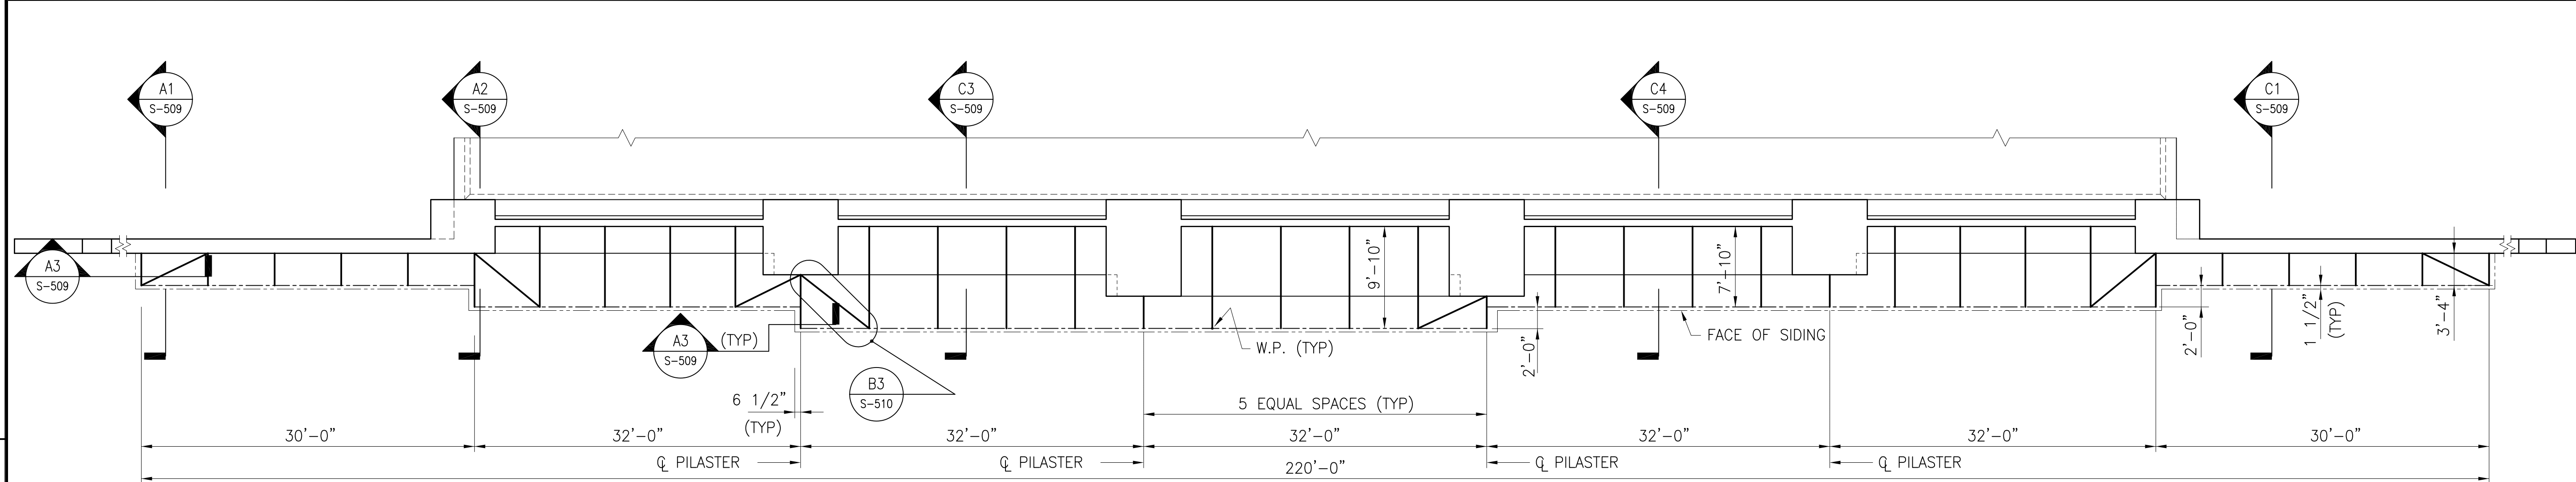 A1
S-509
A2
S-509
C3
S-509
C4
S-509
C1
S-509
A3
S-509
A3
S-509
(TYP)
B3
S-510
9'-10"
7'-10"
W.P. (TYP)
FACE OF SIDING
2'-0"
2'-0"
1 1/2"
(TYP)
3'-4"
6 1/2"
(TYP)
5 EQUAL SPACES (TYP)
30'-0"
32'-0"
32'-0"
32'-0"
32'-0"
32'-0"
30'-0"
℄ PILASTER
℄ PILASTER
℄ PILASTER
℄ PILASTER
220'-0"